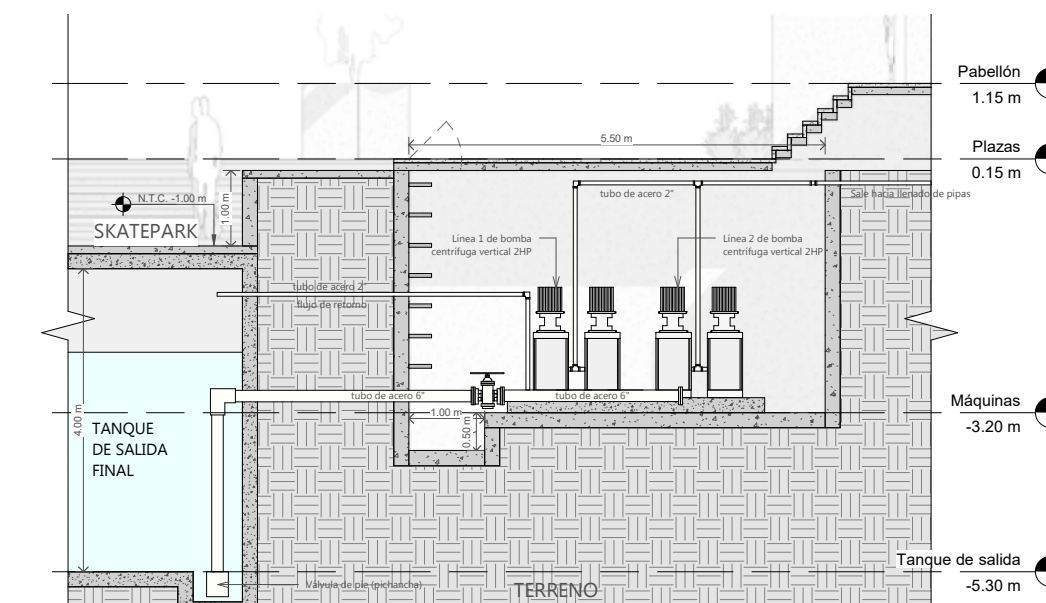 Pabellón
1.15 m
5.50 m
Plazas
0.15 m
tubo de acero 2"
Sale hacia llenado de pipas
N.T.C. -1.00 m
1.00 m
SKATEPARK
Línea 1 de bomba
centrífuga vertical 2HP
Línea 2 de bomba
centrífuga vertical 2HP
tubo de acero 2"
flujo de retorno
tubo de acero 6"
tubo de acero 6"
Máquinas
-3.20 m
1.00 m
0.50 m
4.00 m
TANQUE
DE SALIDA
FINAL
Tanque de salida
-5.30 m
Válvula de pie (pichancha)
TERRENO